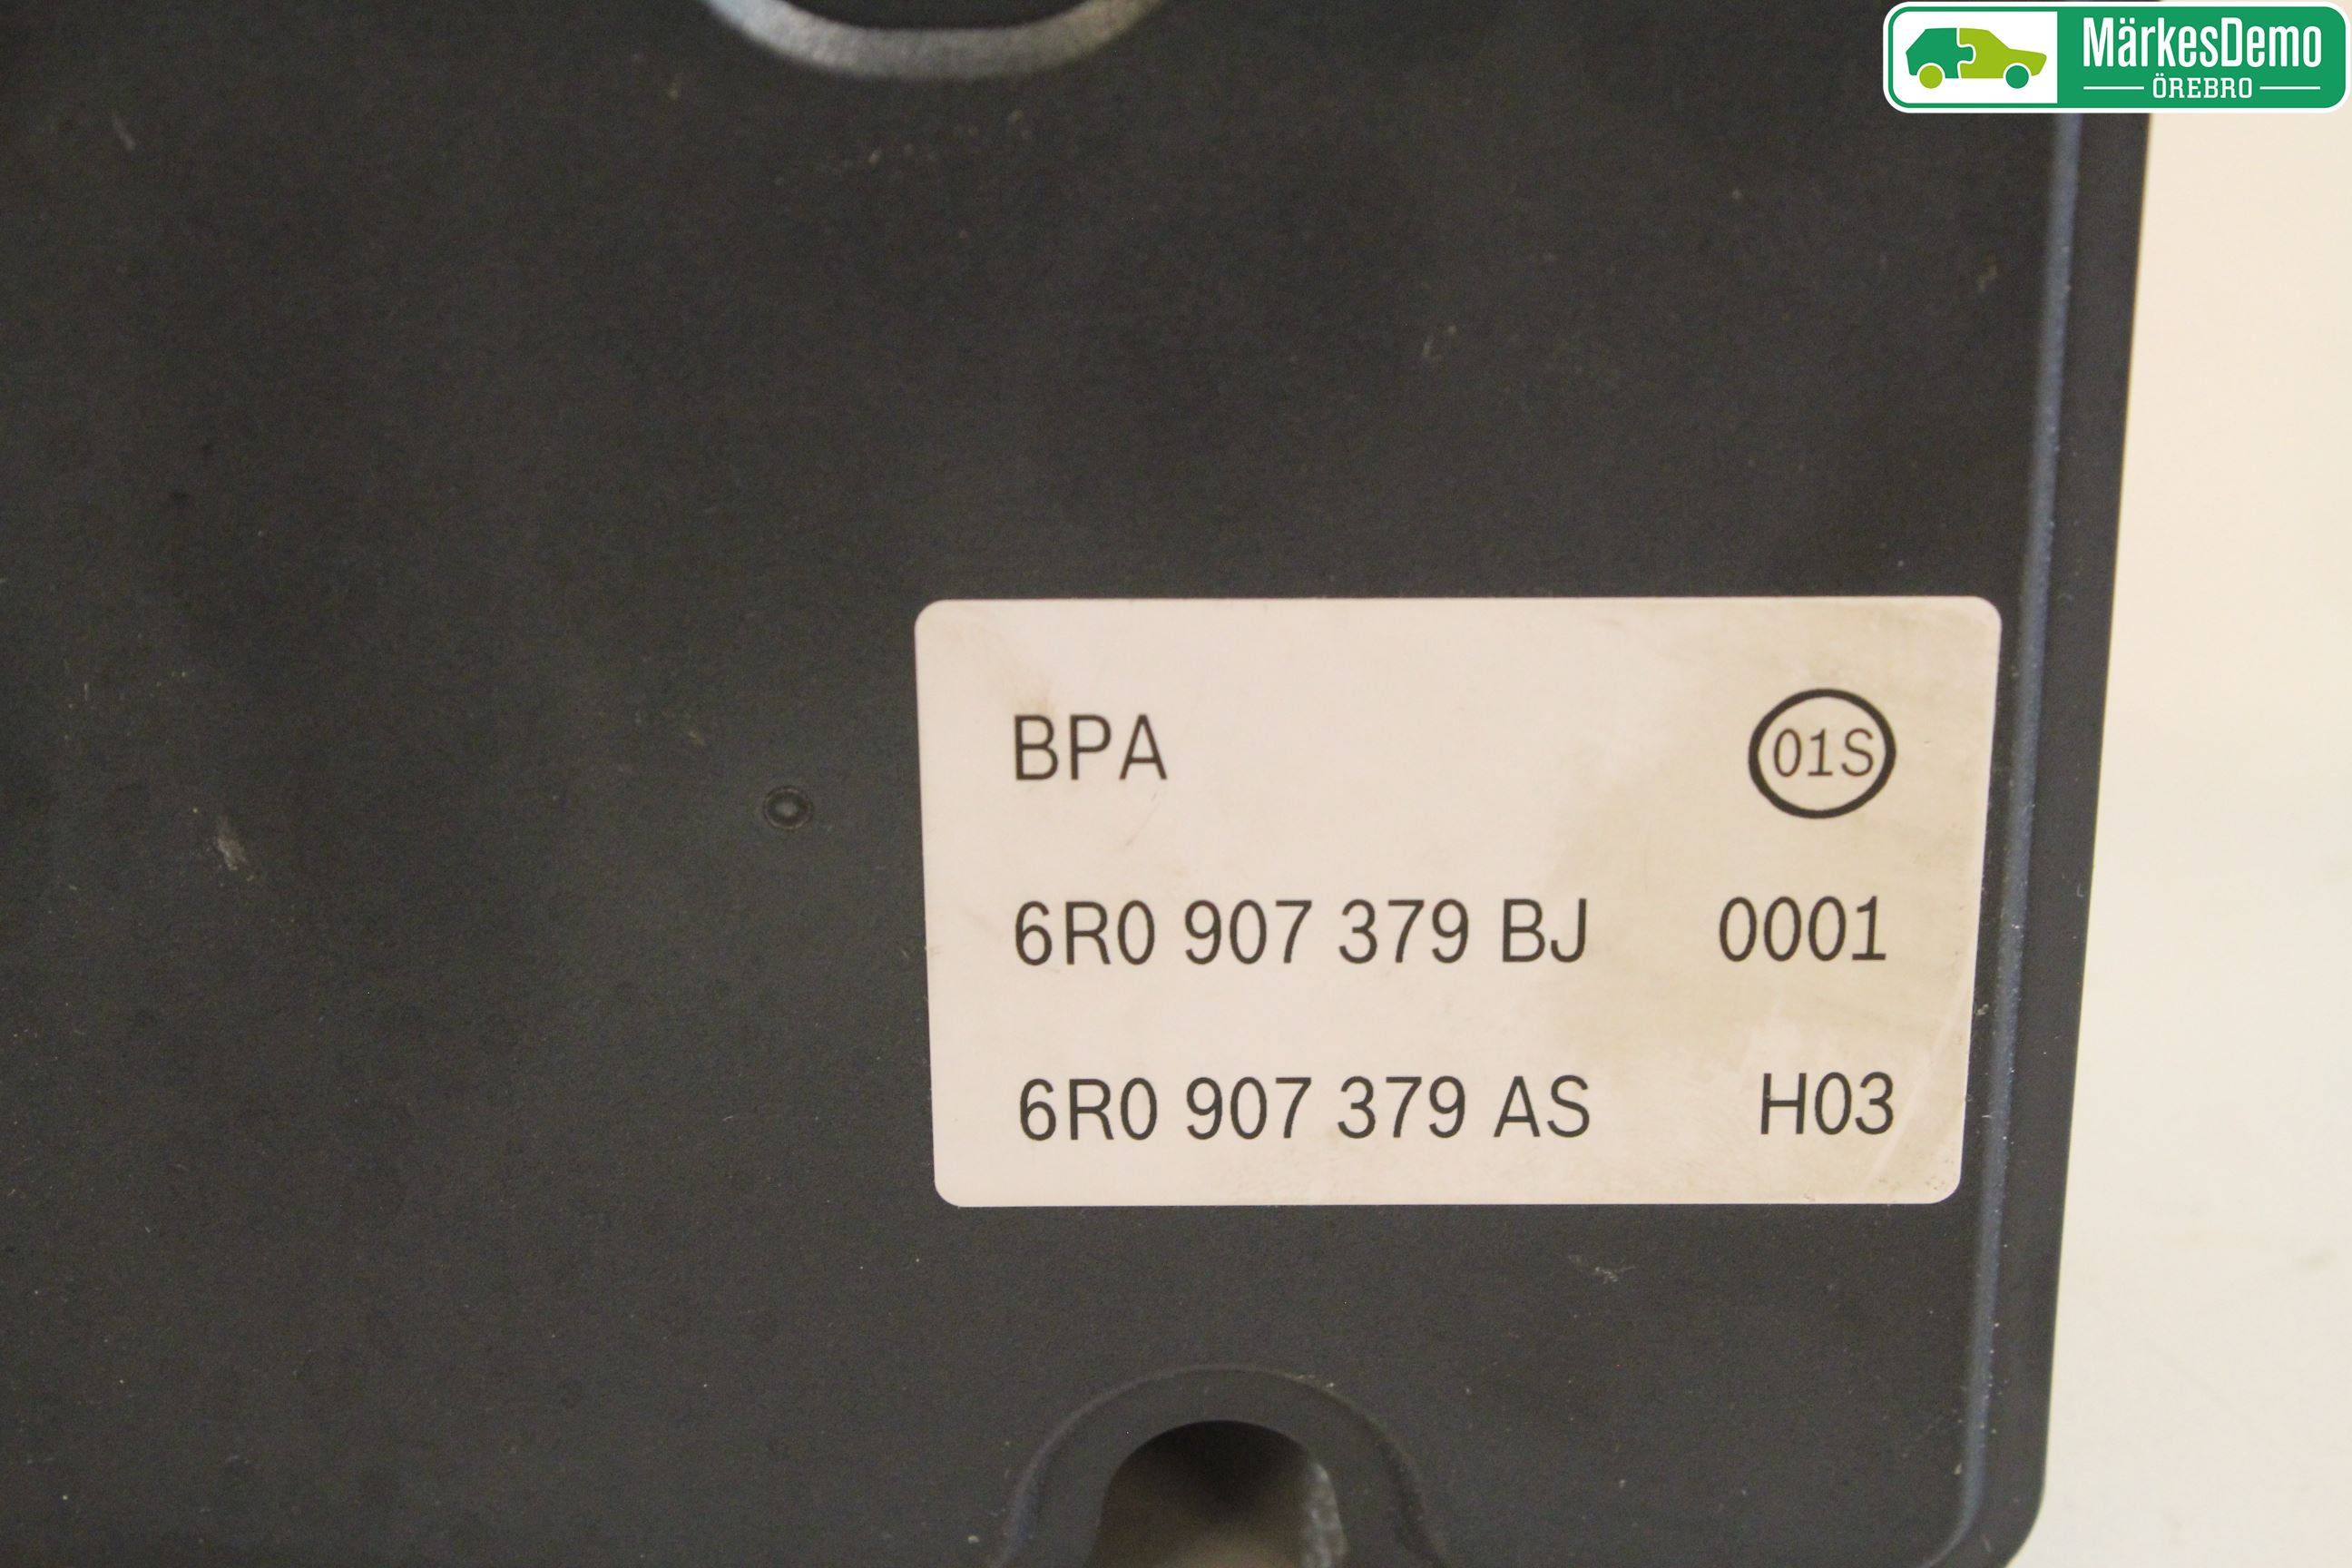 MärkesDemo
ÖREBRO
BPA 01S
6R0 907 379 BJ 0001
6R0 907 379 AS H03